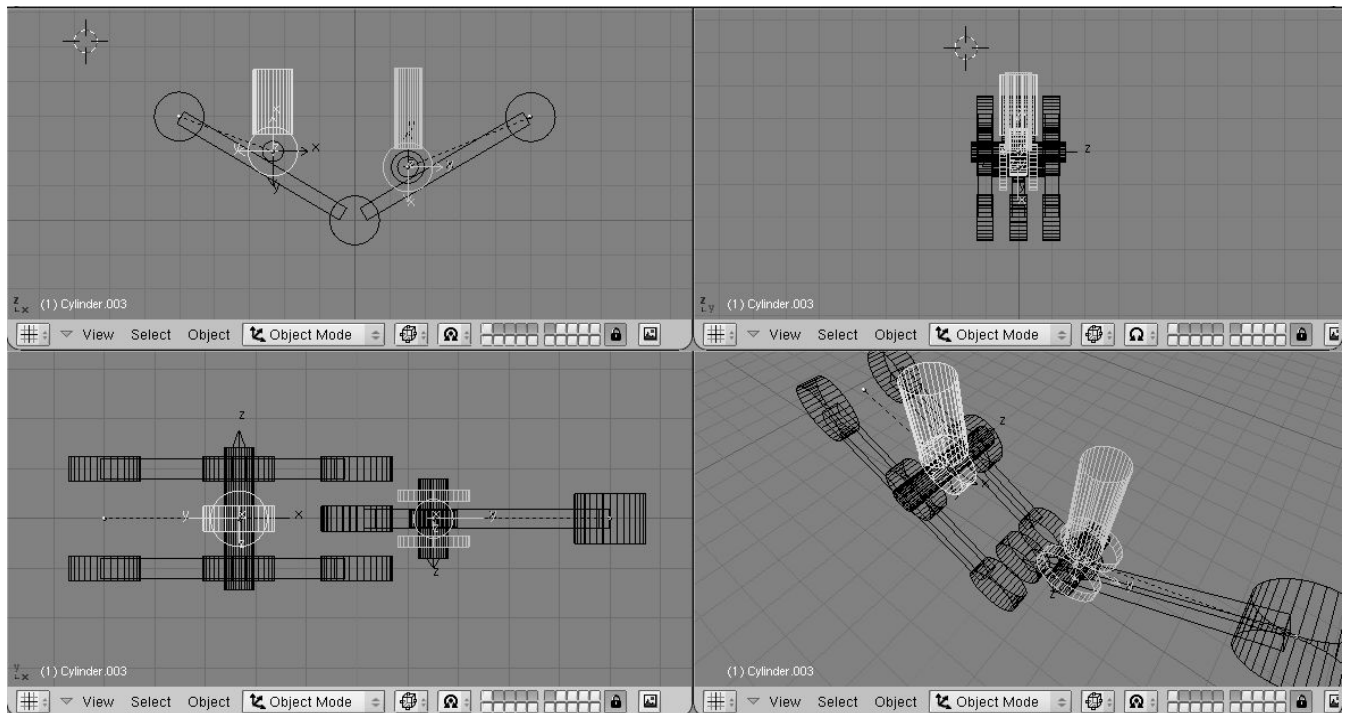 x
x
y
z
x
y
z
x
y
x
z
x
z x
(1) Cylinder.003
z y
(1) Cylinder.003
View Select Object Object Mode
View Select Object Object Mode
z
y
x
x
y
z
z
z
x
y
z
y x
(1) Cylinder.003
(1) Cylinder.003
View Select Object Object Mode
View Select Object Object Mode